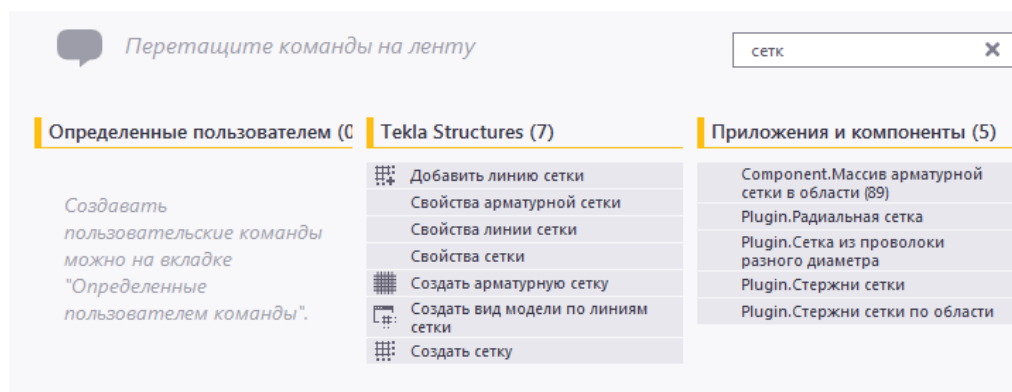 Перетащите команды на ленту
сетк
Определенные пользователем (0
Создавать
пользовательские команды
можно на вкладке
"Определенные
пользователем команды".
Tekla Structures (7)
Добавить линию сетки
Свойства арматурной сетки
Свойства линии сетки
Свойства сетки
Создать арматурную сетку
Создать вид модели по линиям
сетки
Создать сетку
Приложения и компоненты (5)
Component.Массив арматурной
сетки в области (89)
Plugin.Радиальная сетка
Plugin.Сетка из проволоки
разного диаметра
Plugin.Стержни сетки
Plugin.Стержни сетки по области